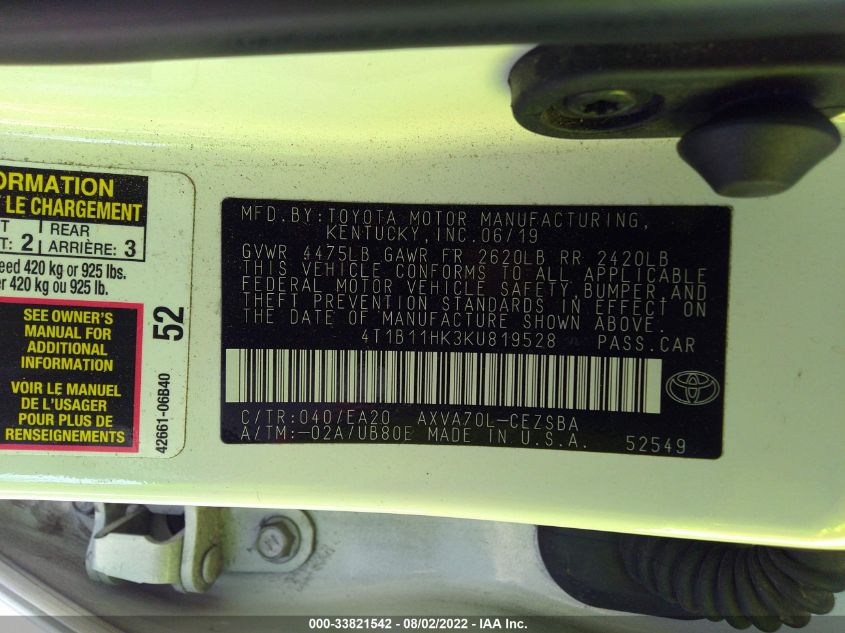 ORMATION
LE CHARGEMENT
T REAR
T: 2 ARRIÈRE: 3
eed 420 kg or 925 lbs.
er 420 kg ou 925 lb.
SEE OWNER'S
MANUAL FOR
ADDITIONAL
INFORMATION
VOIR LE MANUEL
DE L'USAGER
POUR PLUS DE
RENSEIGNEMENTS
52
42661-06B40
MFD.BY:TOYOTA MOTOR MANUFACTURING,
KENTUCKY,INC.06/19
GVWR 4475LB GAWR FR 2620LB RR 2420LB
THIS VEHICLE CONFORMS TO ALL APPLICABLE
FEDERAL MOTOR VEHICLE SAFETY,BUMPER,AND
THEFT PREVENTION STANDARDS IN EFFECT ON
THE DATE OF MANUFACTURE SHOWN ABOVE.
4T1B11HK3KU819528 PASS.CAR
C/TR:040/EA20 AXVA70L-CEZSBA
A/TM:-02A/UB80E MADE IN U.S.A. 52549
000-33821542 - 08/02/2022 - IAA Inc.